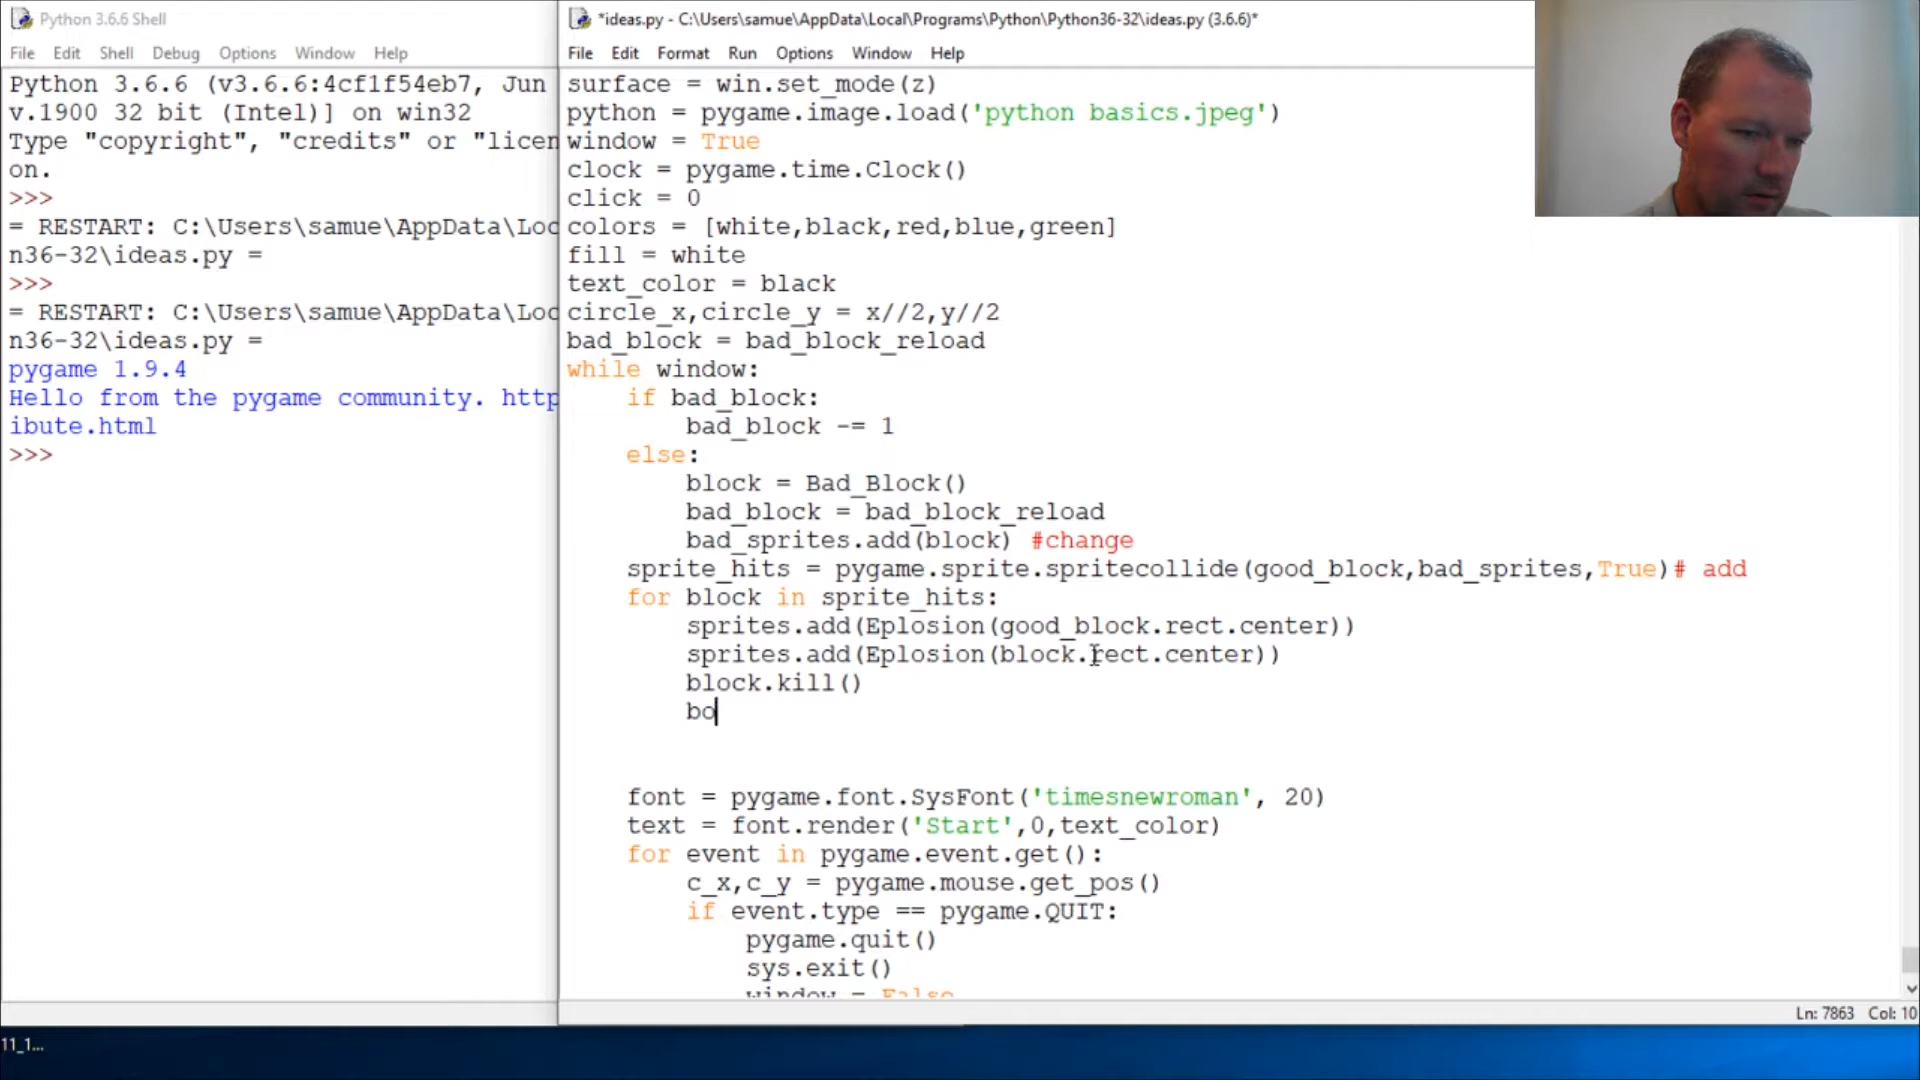 Python 3.6.6 Shell
File Edit Shell Debug Options Window Help
Python 3.6.6 (v3.6.6:4cf1f54eb7, Jun
v.1900 32 bit (Intel)] on win32
Type "copyright", "credits" or "licen
on.
>>>
= RESTART: C:\Users\samue\AppData\Loc
n36-32\ideas.py =
>>>
= RESTART: C:\Users\samue\AppData\Loc
n36-32\ideas.py =
pygame 1.9.4
Hello from the pygame community. http
ibute.html
>>>
*ideas.py - C:\Users\samue\AppData\Local\Programs\Python\Python36-32\ideas.py (3.6.6)*
File Edit Format Run Options Window Help
surface = win.set_mode(z)
python = pygame.image.load('python basics.jpeg')
window = True
clock = pygame.time.Clock()
click = 0
colors = [white,black,red,blue,green]
fill = white
text_color = black
circle_x,circle_y = x//2,y//2
bad_block = bad_block_reload
while window:
    if bad_block:
        bad_block -= 1
    else:
        block = Bad_Block()
        bad_block = bad_block_reload
        bad_sprites.add(block) #change
    sprite_hits = pygame.sprite.spritecollide(good_block,bad_sprites,True)# add
    for block in sprite_hits:
        sprites.add(Eplosion(good_block.rect.center))
        sprites.add(Eplosion(block.rect.center))
        block.kill()
        bo
    font = pygame.font.SysFont('timesnewroman', 20)
    text = font.render('Start',0,text_color)
    for event in pygame.event.get():
        c_x,c_y = pygame.mouse.get_pos()
        if event.type == pygame.QUIT:
            pygame.quit()
            sys.exit()
            window = False
Ln: 7863 Col: 10
11_1...